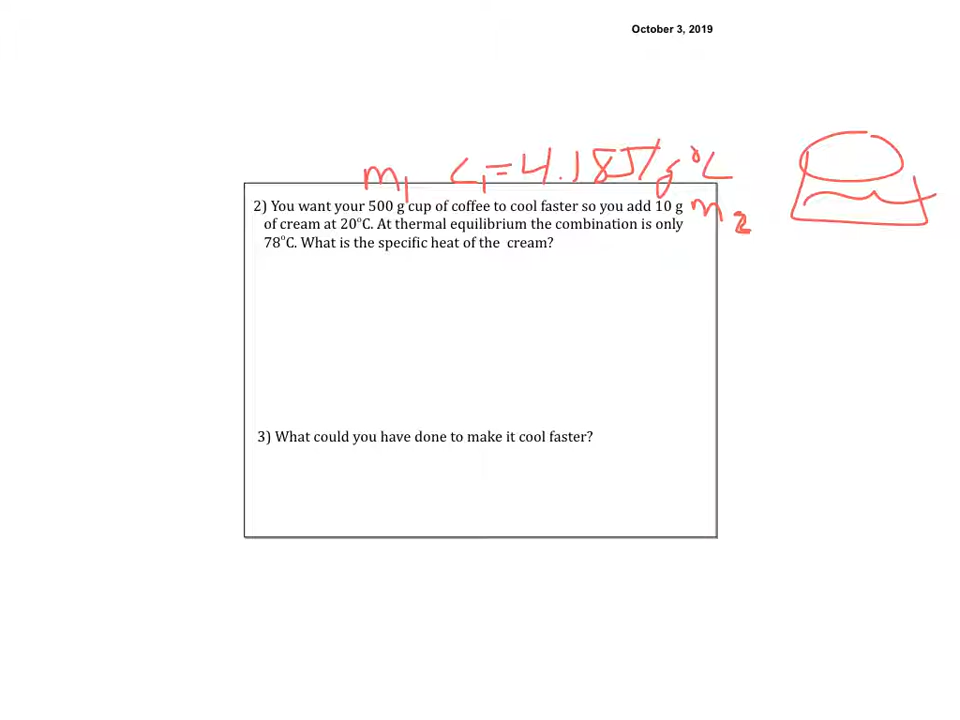 October 3, 2019
m₁ c₁=4.18J/g°C
2) You want your 500 g cup of coffee to cool faster so you add 10 g m₂
of cream at 20°C. At thermal equilibrium the combination is only
78°C. What is the specific heat of the cream?
3) What could you have done to make it cool faster?